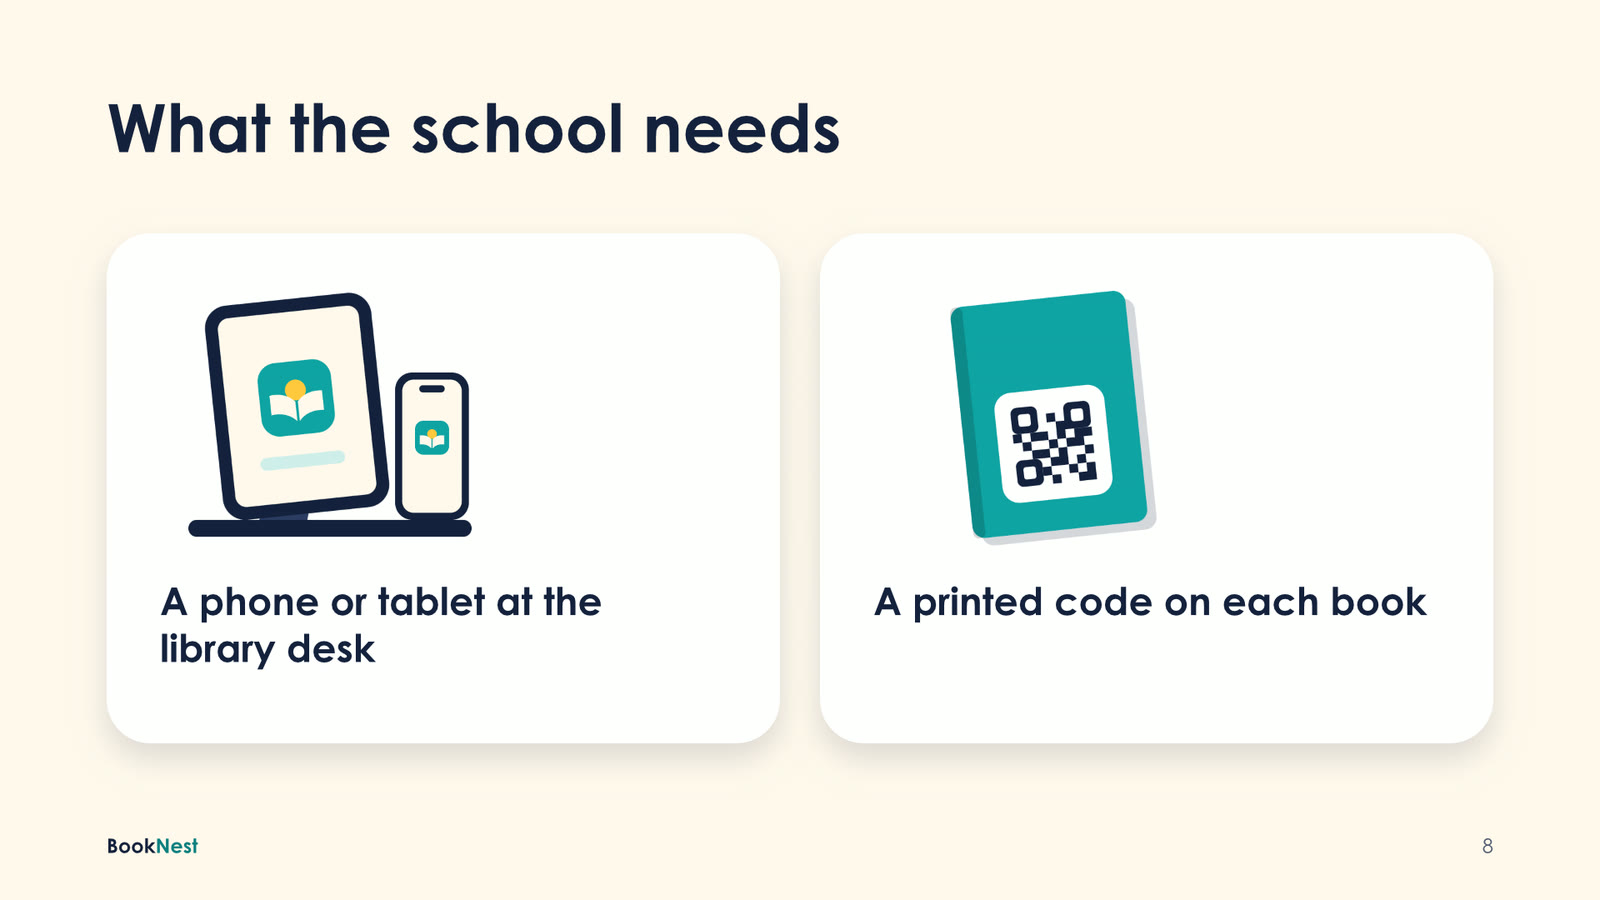 What the school needs
A phone or tablet at the
library desk
A printed code on each book
BookNest
8